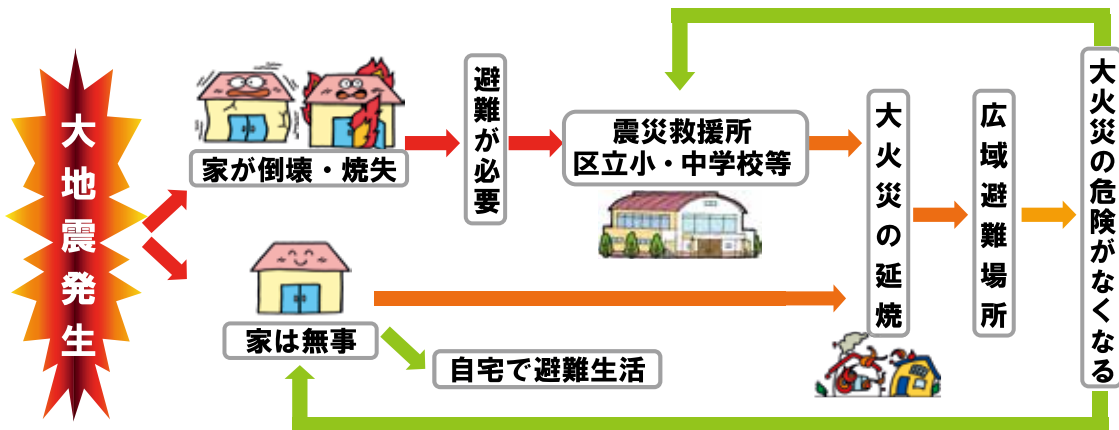 大地震発生
家が倒壊・焼失
避難が必要
震災救援所
区立小・中学校等
大火災の延焼
広域避難場所
大火災の危険がなくなる
家は無事
自宅で避難生活